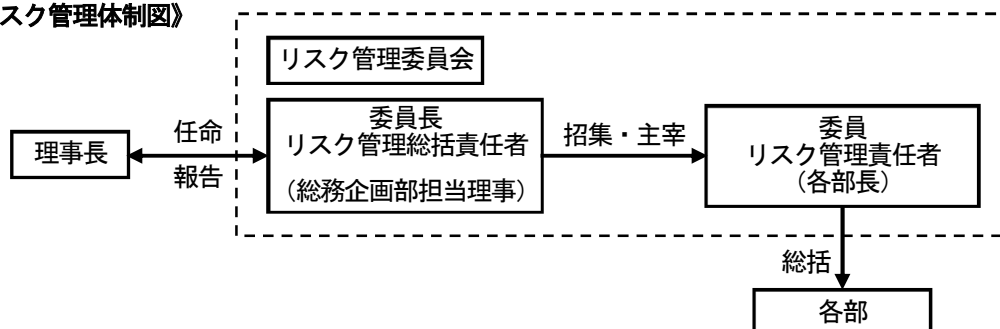 スク管理体制図》
リスク管理委員会
理事長
任命
報告
委員長
リスク管理総括責任者
（総務企画部担当理事）
招集・主宰
委員
リスク管理責任者
（各部長）
総括
各部